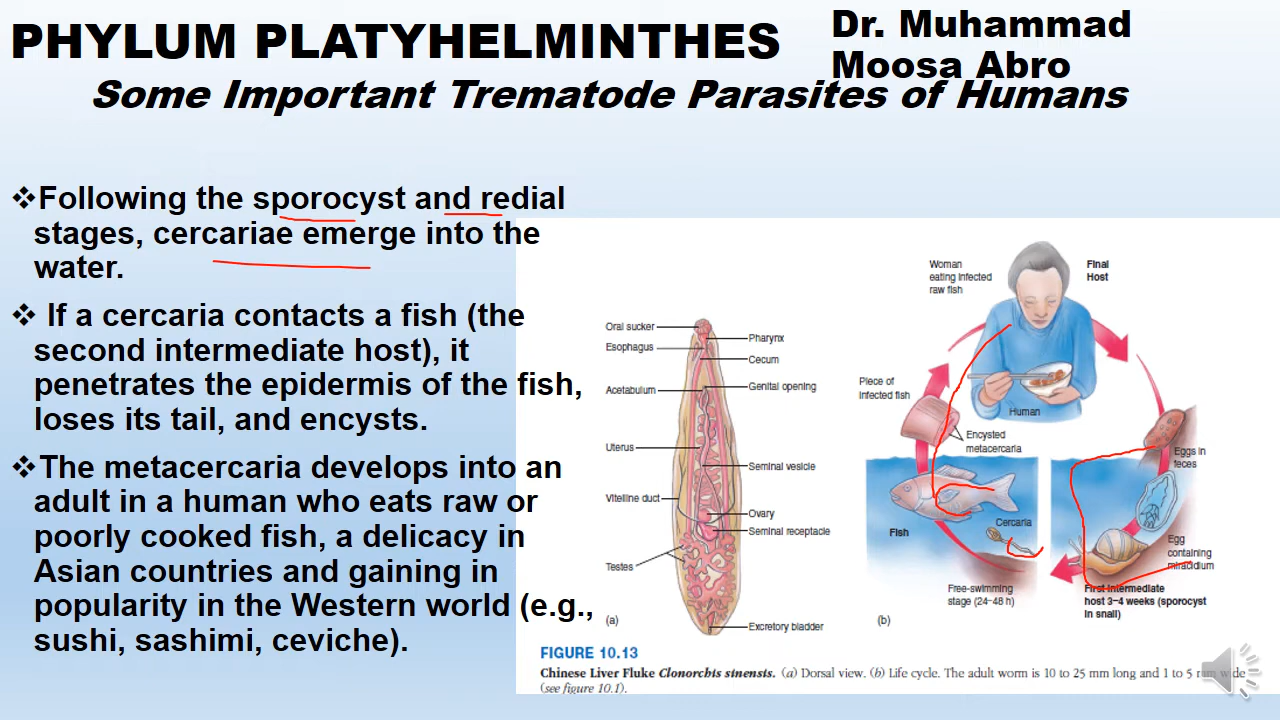 PHYLUM PLATYHELMINTHES
Dr. Muhammad
Moosa Abro
Some Important Trematode Parasites of Humans
❖Following the sporocyst and redial
stages, cercariae emerge into the
water.
❖ If a cercaria contacts a fish (the
second intermediate host), it
penetrates the epidermis of the fish,
loses its tail, and encysts.
❖The metacercaria develops into an
adult in a human who eats raw or
poorly cooked fish, a delicacy in
Asian countries and gaining in
popularity in the Western world (e.g.,
sushi, sashimi, ceviche).
Oral sucker
Esophagus
Acetabulum
Uterus
Vitelline duct
Testes
Pharynx
Cecum
Genital opening
Seminal vesicle
Ovary
Seminal receptacle
Excretory bladder
(a)
Woman
eating infected
raw fish
Final
Host
Piece of
infected fish
Human
Encysted
metacercaria
Eggs in
feces
Cercaria
Fish
Egg
containing
miracidium
Free-swimming
stage (24–48 h)
First intermediate
host 3–4 weeks (sporocyst
in snail)
(b)
FIGURE 10.13
Chinese Liver Fluke Clonorchis sinensis. (a) Dorsal view. (b) Life cycle. The adult worm is 10 to 25 mm long and 1 to 5 mm wide
(see figure 10.1).